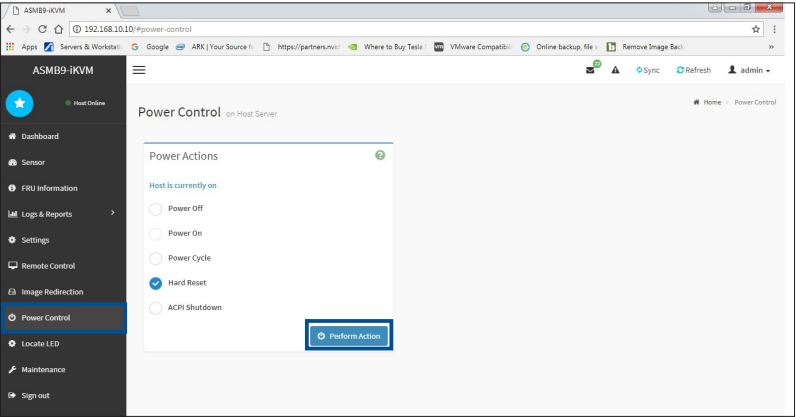 ASMB9-iKVM
192.168.10.10/#power-control
Apps Servers & Workstati Google ARK | Your Source fo https://partners.nvid Where to Buy Tesla VMware Compatibili Online backup, file s Remove Image Back »
ASMB9-iKVM
22 Sync Refresh admin
Host Online
Power Control on Host Server
Home > Power Control
Dashboard
Sensor
FRU Information
Logs & Reports
Settings
Remote Control
Image Redirection
Power Control
Locate LED
Maintenance
Sign out
Power Actions
Host is currently on
Power Off
Power On
Power Cycle
Hard Reset
ACPI Shutdown
Perform Action